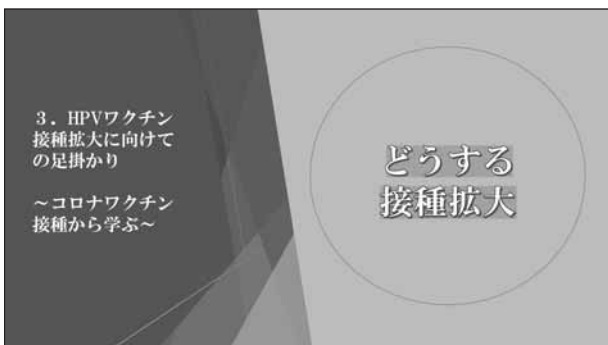 ３．HPVワクチン
接種拡大に向けて
の足掛かり
～コロナワクチン
接種から学ぶ～
どうする
接種拡大